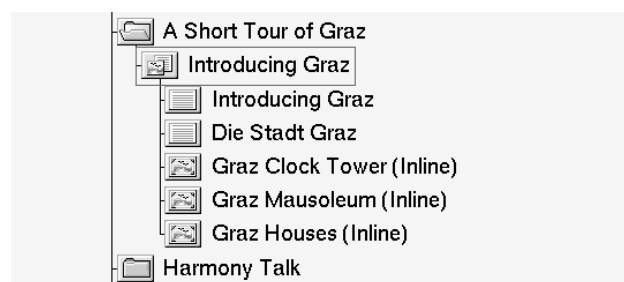 A Short Tour of Graz
Introducing Graz
Introducing Graz
Die Stadt Graz
Graz Clock Tower (Inline)
Graz Mausoleum (Inline)
Graz Houses (Inline)
Harmony Talk